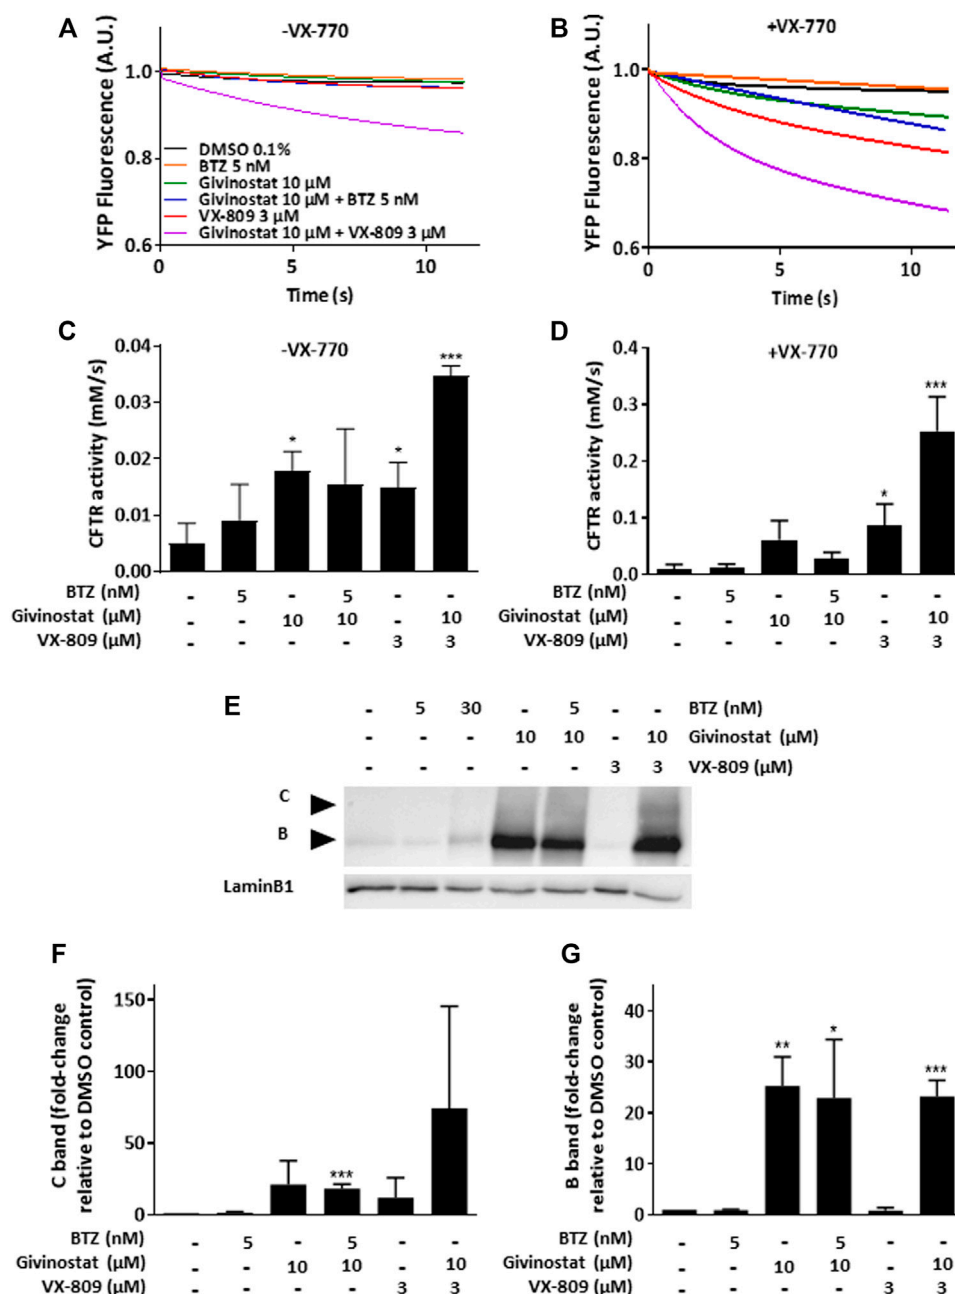 A
-VX-770
YFP Fluorescence (A.U.)
1.0
0.8
0.6
DMSO 0.1%
BTZ 5 nM
Givinostat 10 µM
Givinostat 10 µM + BTZ 5 nM
VX-809 3 µM
Givinostat 10 µM + VX-809 3 µM
0 5 10
Time (s)
B
+VX-770
YFP Fluorescence (A.U.)
1.0
0.8
0.6
0 5 10
Time (s)
C
-VX-770
CFTR activity (mM/s)
0.04
0.03
0.02
0.01
0.00
* * ***
BTZ (nM) - 5 - 5 - -
Givinostat (µM) - - 10 10 - 10
VX-809 (µM) - - - - 3 3
D
+VX-770
CFTR activity (mM/s)
0.4
0.3
0.2
0.1
0.0
* ***
BTZ (nM) - 5 - 5 - -
Givinostat (µM) - - 10 10 - 10
VX-809 (µM) - - - - 3 3
E
- 5 30 - 5 - - BTZ (nM)
- - - 10 10 - 10 Givinostat (µM)
- - - - - 3 3 VX-809 (µM)
C
B
LaminB1
F
C band (fold-change
relative to DMSO control)
150
100
50
0
***
BTZ (nM) - 5 - 5 - -
Givinostat (µM) - - 10 10 - 10
VX-809 (µM) - - - - 3 3
G
B band (fold-change
relative to DMSO control)
40
30
20
10
0
** * ***
BTZ (nM) - 5 - 5 - -
Givinostat (µM) - - 10 10 - 10
VX-809 (µM) - - - - 3 3